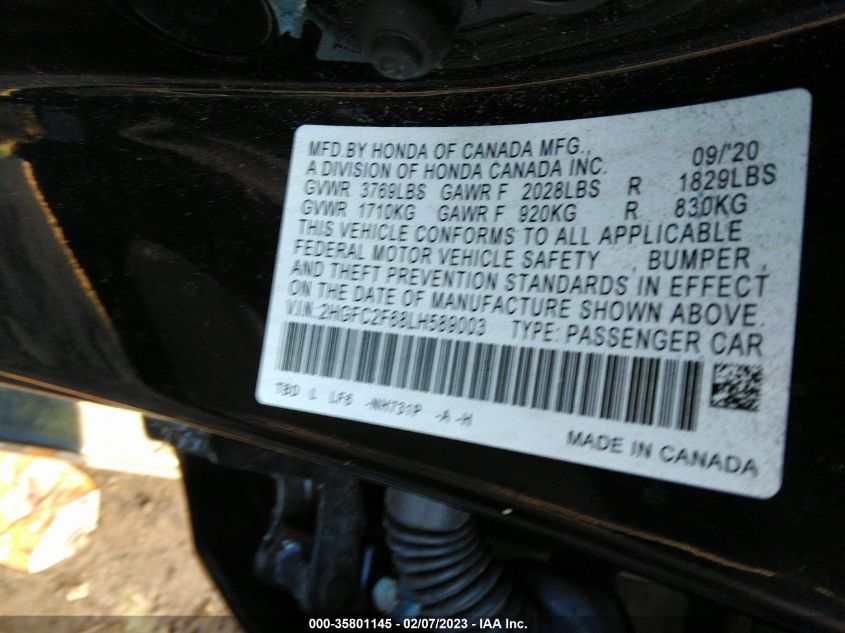 MFD.BY HONDA OF CANADA MFG., 09/'20
A DIVISION OF HONDA CANADA INC.
GVWR 3769LBS GAWR F 2028LBS R 1829LBS
GVWR 1710KG GAWR F 920KG R 830KG
THIS VEHICLE CONFORMS TO ALL APPLICABLE
FEDERAL MOTOR VEHICLE SAFETY , BUMPER ,
AND THEFT PREVENTION STANDARDS IN EFFECT
ON THE DATE OF MANUFACTURE SHOWN ABOVE.
V.I.N.:2HGFC2F68LH589003 TYPE: PASSENGER CAR
TBD L LF6 -NH731P -A -H
MADE IN CANADA
000-35801145 — 02/07/2023 — IAA Inc.